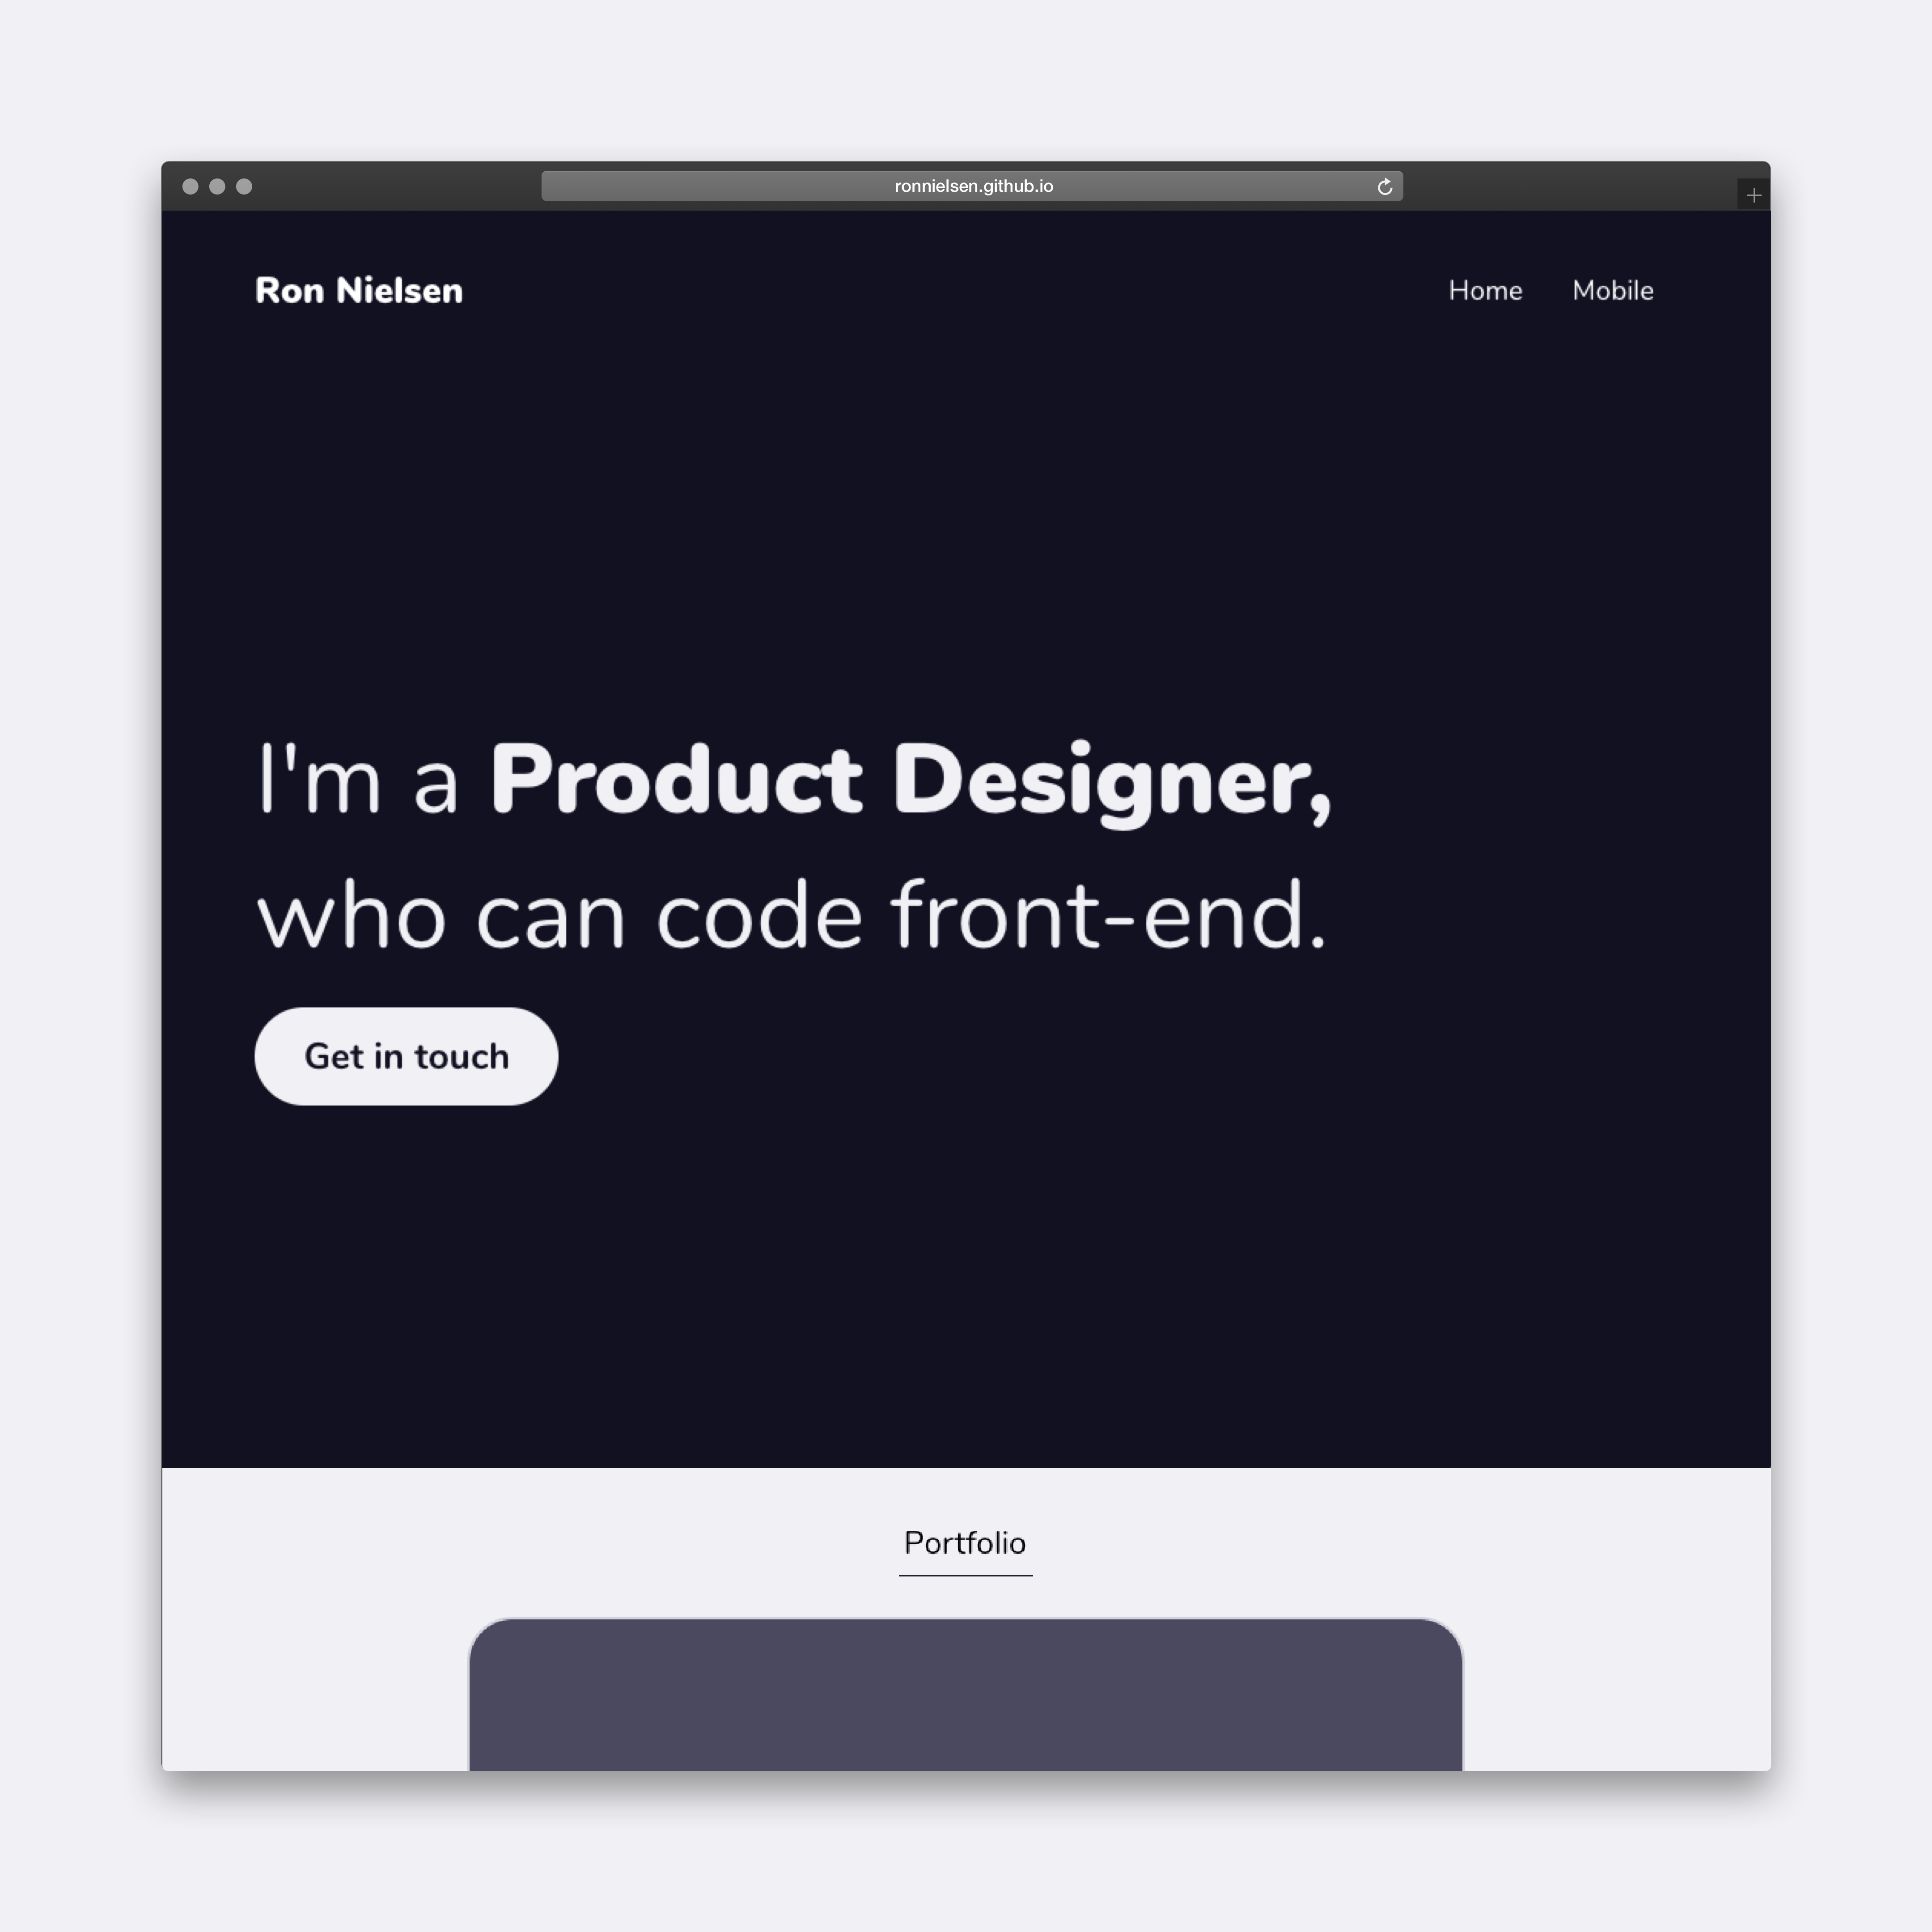 ronnielsen.github.io
Ron Nielsen
Home Mobile
I'm a Product Designer,
who can code front-end.
Get in touch
Portfolio